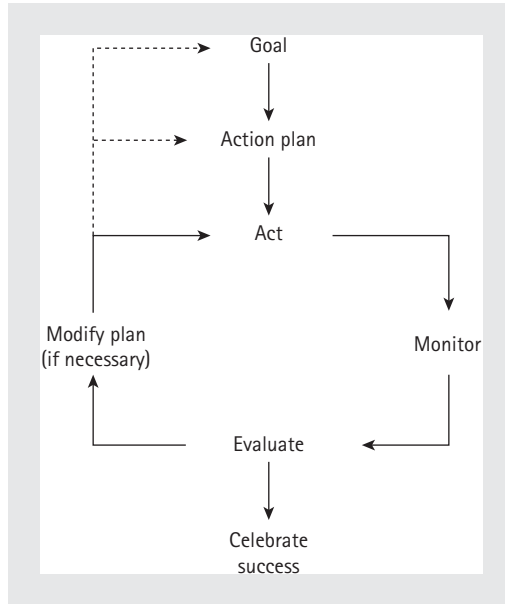 Goal
Action plan
Act
Modify plan
(if necessary)
Monitor
Evaluate
Celebrate
success